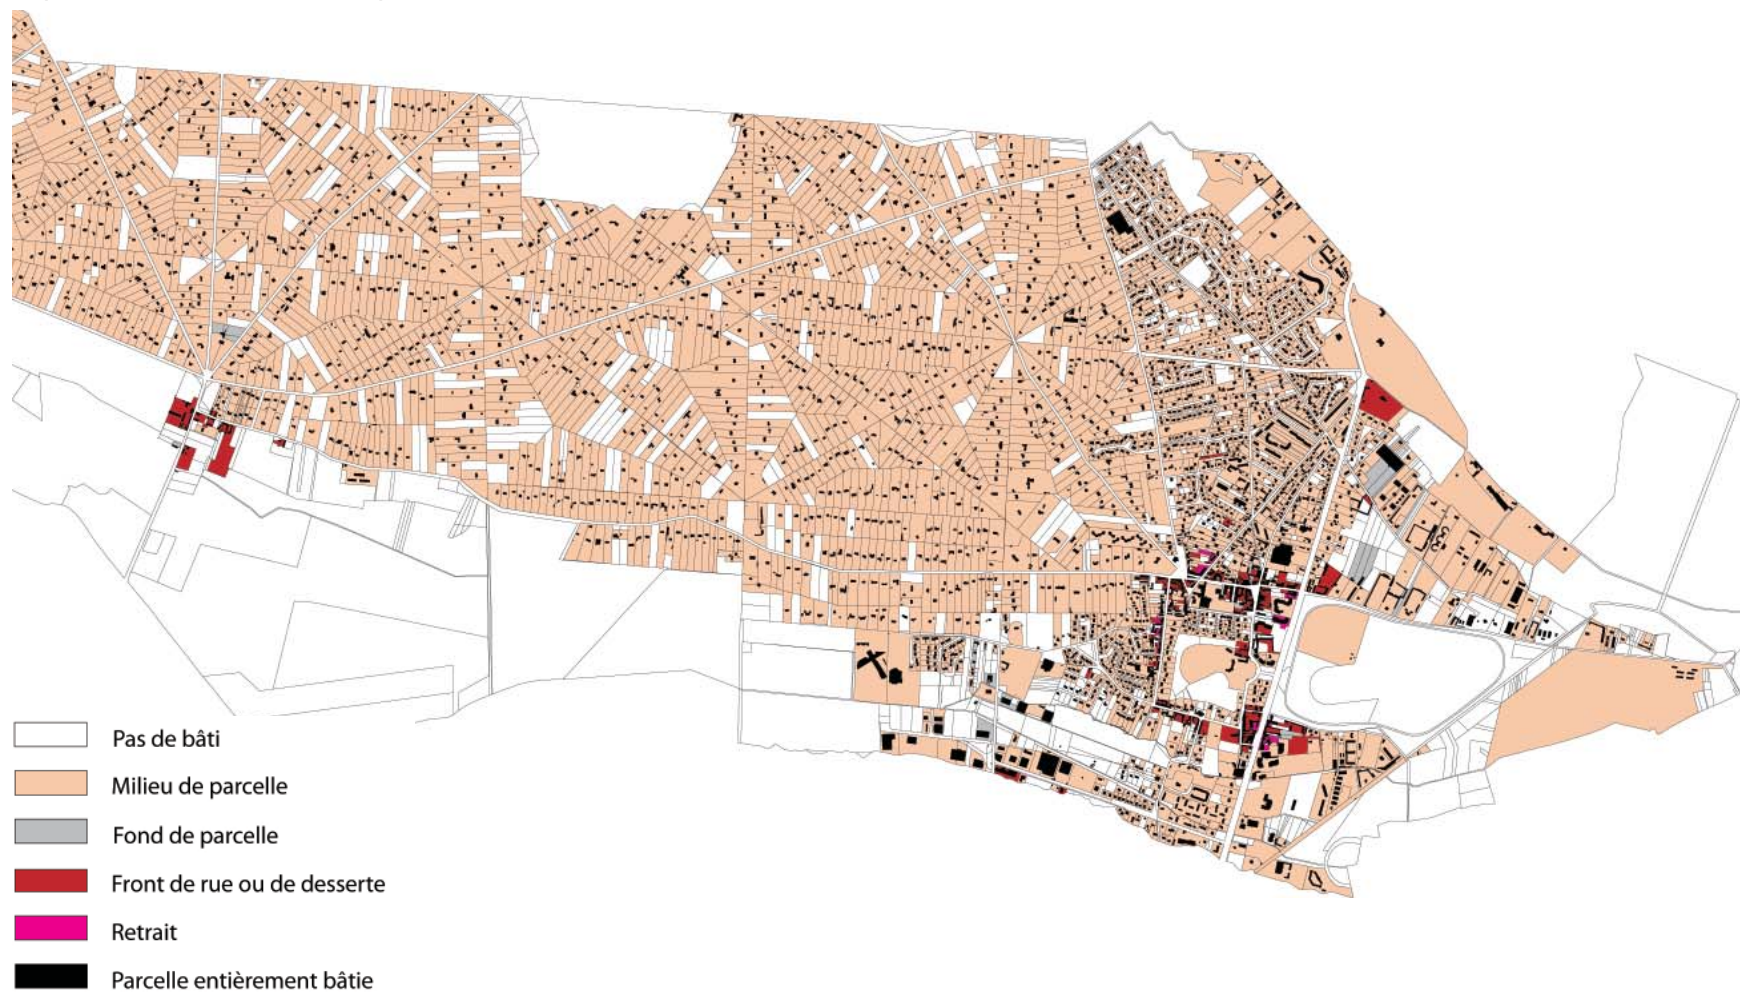 Pas de bâti
Milieu de parcelle
Fond de parcelle
Front de rue ou de desserte
Retrait
Parcelle entièrement bâtie